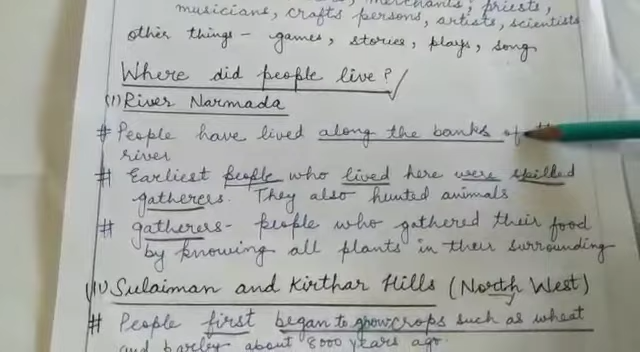 merchants, priests,
musicians, crafts persons, artists, scientists
other things - games, stories, plays, song
Where did people live?
(I) River Narmada
# People have lived along the banks of the
river
# Earliest people who lived here were skilled
gatherers. They also hunted animals
# gatherers - people who gathered their food
by knowing all plants in their surrounding
(II) Sulaiman and Kirthar Hills (North West)
# People first began to grow crops such as wheat
and barley about 8000 years ago.